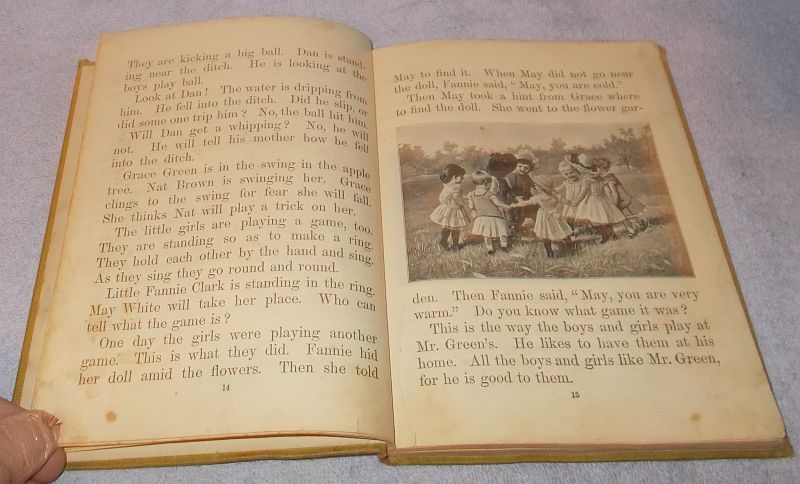 They are kicking a big ball. Dan is stand-
ing near the ditch. He is looking at the
boys play ball.
Look at Dan! The water is dripping from
him. He fell into the ditch. Did he slip, or
did some one trip him? No, the ball hit him.
Will Dan get a whipping? No, he will
not. He will tell his mother how he fell
into the ditch.
Grace Green is in the swing in the apple
tree. Nat Brown is swinging her. Grace
clings to the swing for fear she will fall.
She thinks Nat will play a trick on her.
The little girls are playing a game, too.
They are standing so as to make a ring.
They hold each other by the hand and sing.
As they sing they go round and round.
Little Fannie Clark is standing in the ring.
May White will take her place. Who can
tell what the game is?
One day the girls were playing another
game. This is what they did. Fannie hid
her doll amid the flowers. Then she told
14
May to find it. When May did not go near
the doll, Fannie said, "May, you are cold."
Then May took a hint from Grace where
to find the doll. She went to the flower gar-
den. Then Fannie said, "May, you are very
warm." Do you know what game it was?
This is the way the boys and girls play at
Mr. Green's. He likes to have them at his
home. All the boys and girls like Mr. Green,
for he is good to them.
15